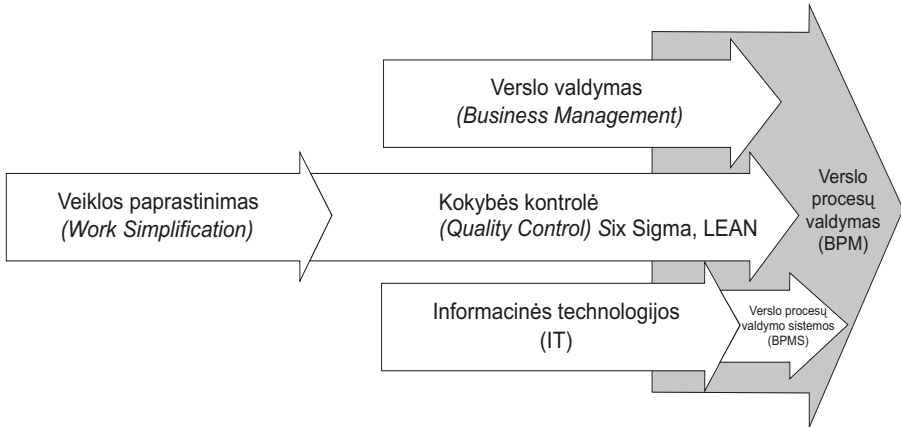 Verslo valdymas
(Business Management)
Veiklos paprastinimas
(Work Simplification)
Kokybės kontrolė
(Quality Control) Six Sigma, LEAN
Verslo
procesų
valdymas
(BPM)
Informacinės technologijos
(IT)
Verslo procesų
valdymo sistemos
(BPMS)